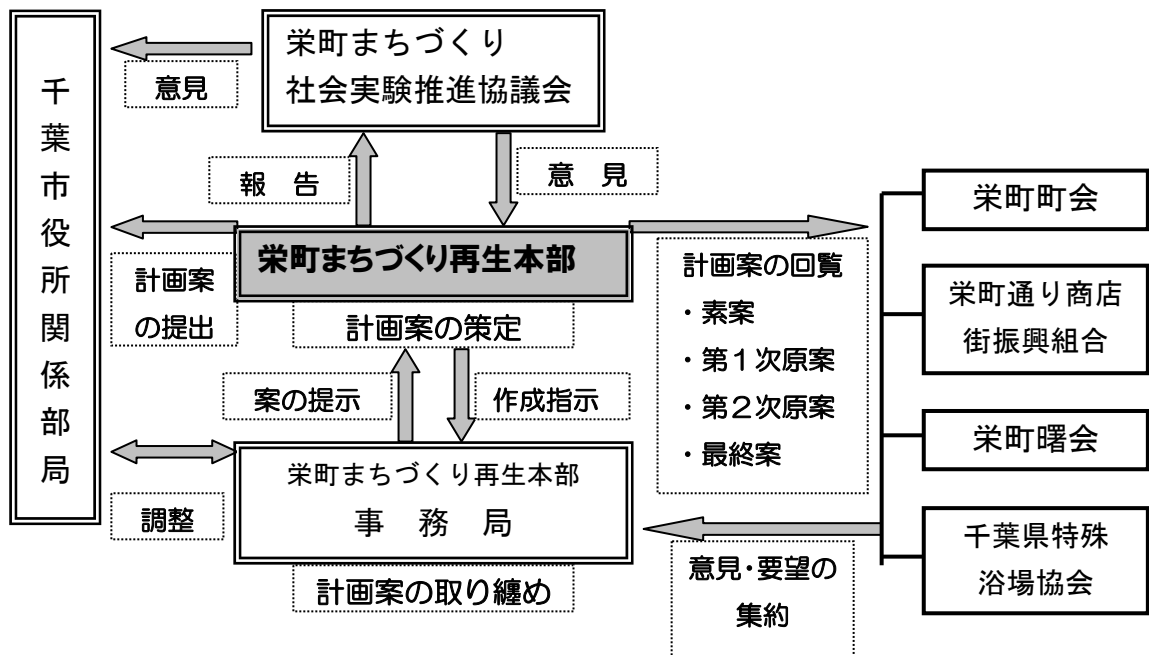 千葉市役所関係部局
栄町まちづくり
社会実験推進協議会
意見
報 告
意 見
栄町まちづくり再生本部
計画案の策定
計画案
の提出
案の提示
作成指示
計画案の回覧
・素案
・第1次原案
・第2次原案
・最終案
栄町まちづくり再生本部
事 務 局
計画案の取り纏め
調整
意見・要望の
集約
栄町町会
栄町通り商店
街振興組合
栄町曙会
千葉県特殊
浴場協会